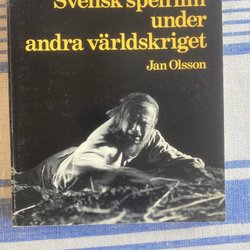 Svensk spelfilm
under
andra världskriget
Jan Olsson